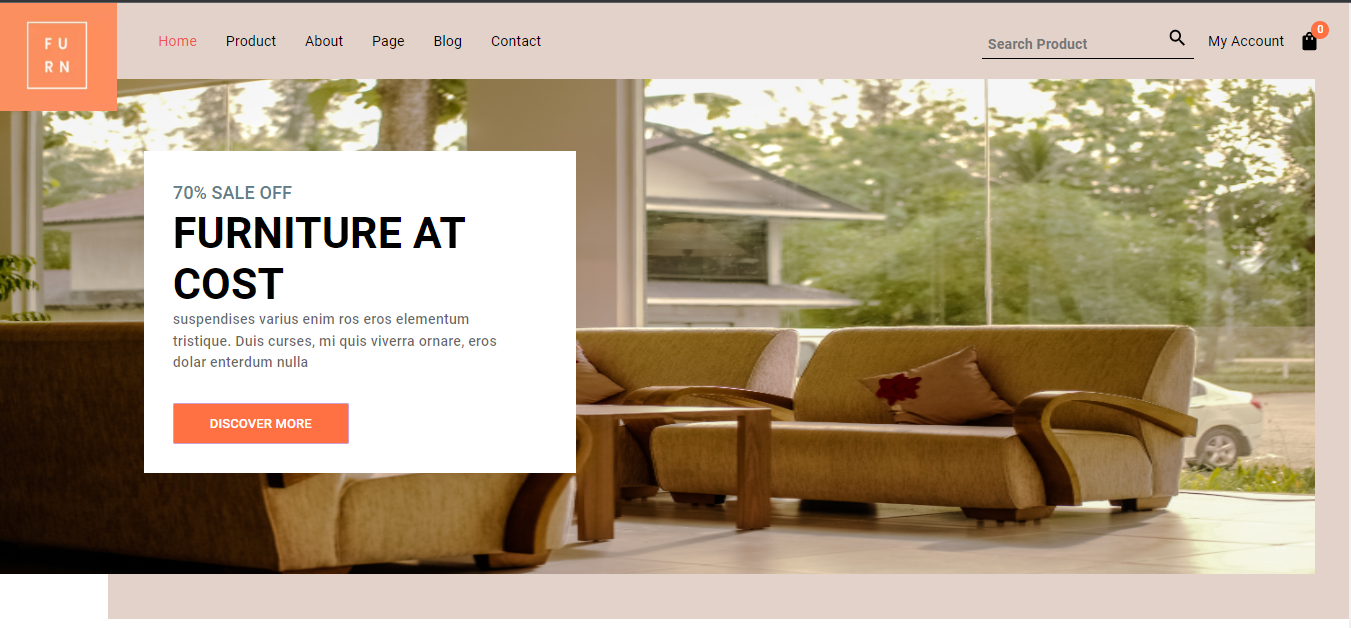 F U
R N
Home Product About Page Blog Contact
Search Product
My Account
0
70% SALE OFF
FURNITURE AT
COST
suspendises varius enim ros eros elementum
tristique. Duis curses, mi quis viverra ornare, eros
dolar enterdum nulla
DISCOVER MORE